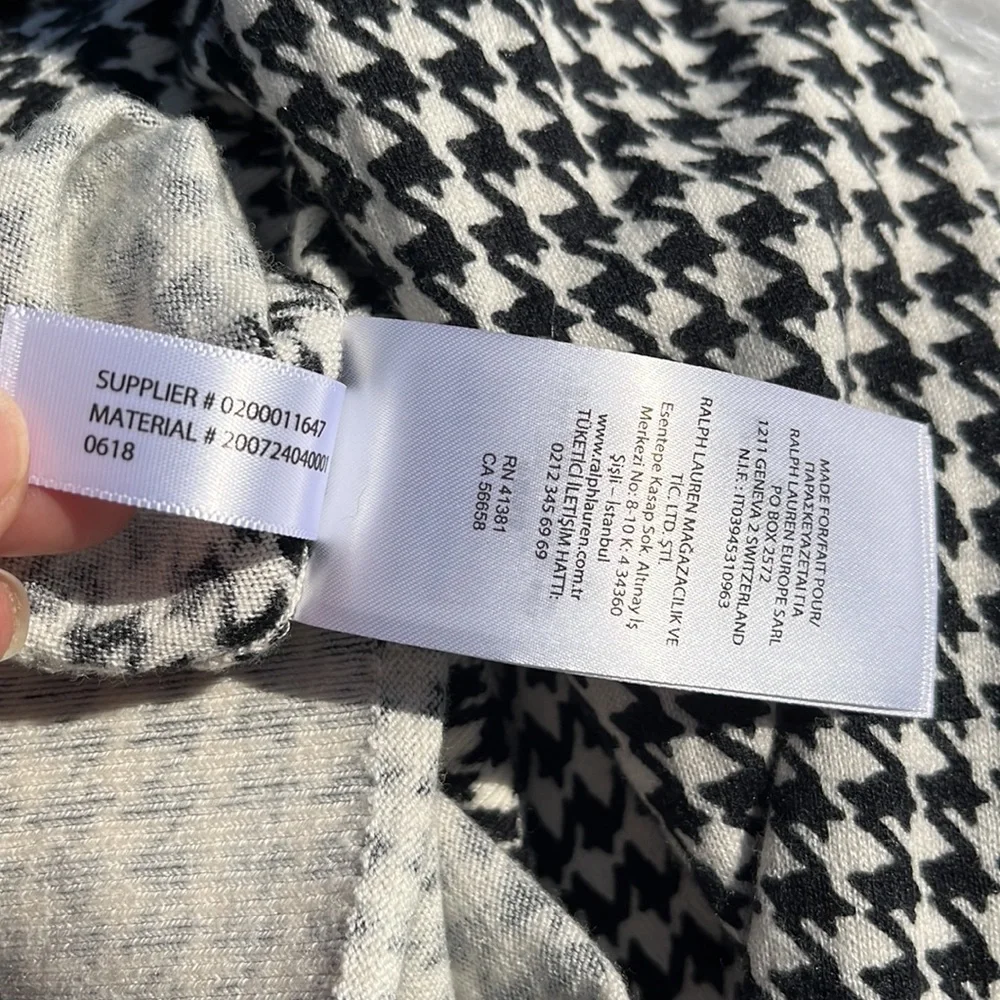 SUPPLIER # 0200011647
MATERIAL # 200724040001
0618
MADE FOR/FAIT POUR/
ΠΑΡΑΣΚΕΥΑΖΕΤΑΙ ΓΙΑ
RALPH LAUREN EUROPE SARL
PO BOX 2572
1211 GENEVA 2 SWITZERLAND
N.I.F.: IT03945310963
RALPH LAUREN MAĞAZACILIK VE
TİC. LTD. ŞTİ.
Esentepe Kasap Sok. Altınay İş
Merkezi No: 8-10 K: 4 34360
Şişli – İstanbul
www.ralphlauren.com.tr
TÜKETİCİ İLETİŞİM HATTI:
0212 345 69 69
RN 41381
CA 56658